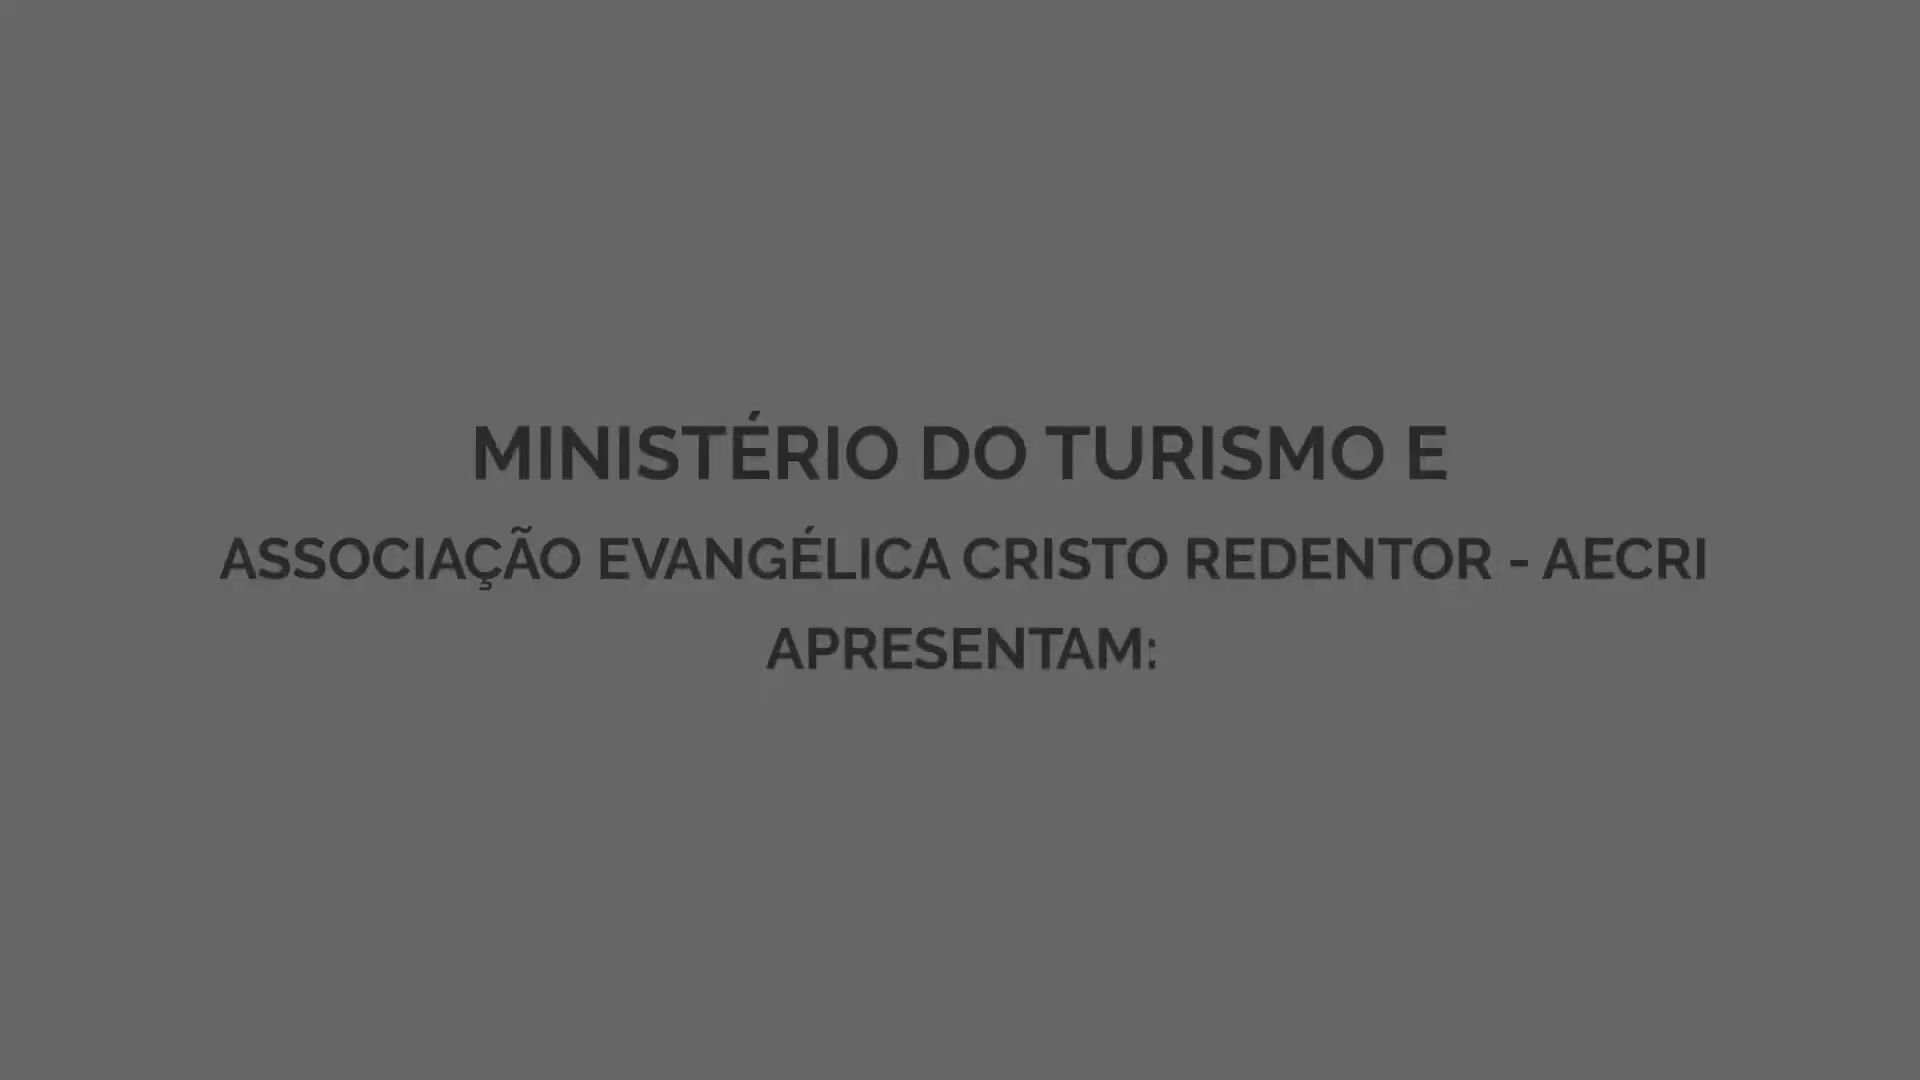 MINISTÉRIO DO TURISMO E
ASSOCIAÇÃO EVANGÉLICA CRISTO REDENTOR - AECRI
APRESENTAM: